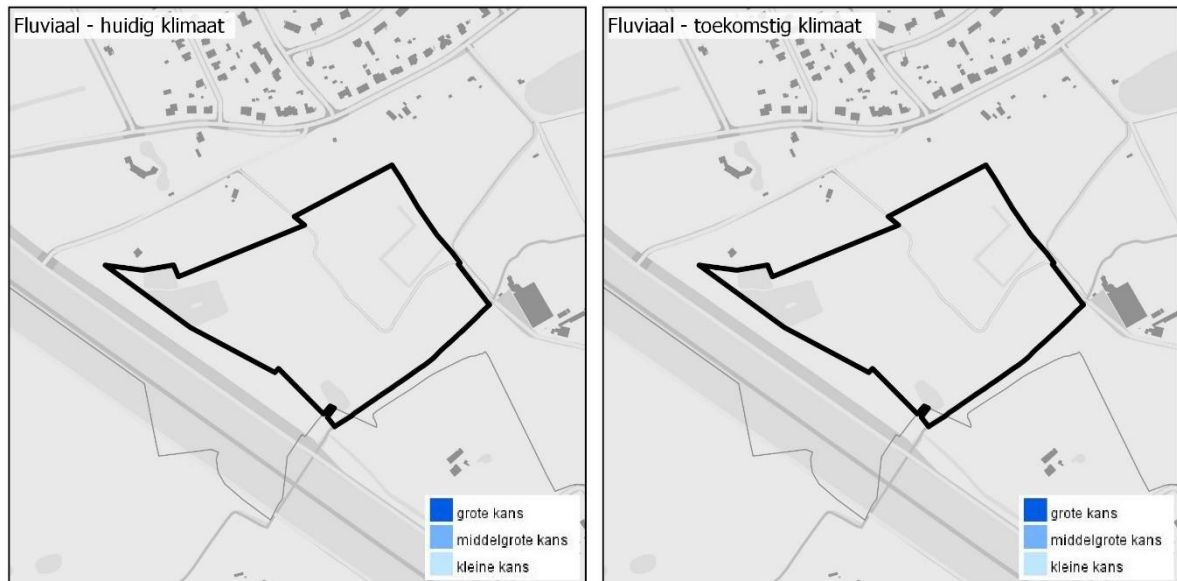 Fluviaal - huidig klimaat
grote kans
middelgrote kans
kleine kans
Fluviaal - toekomstig klimaat
grote kans
middelgrote kans
kleine kans